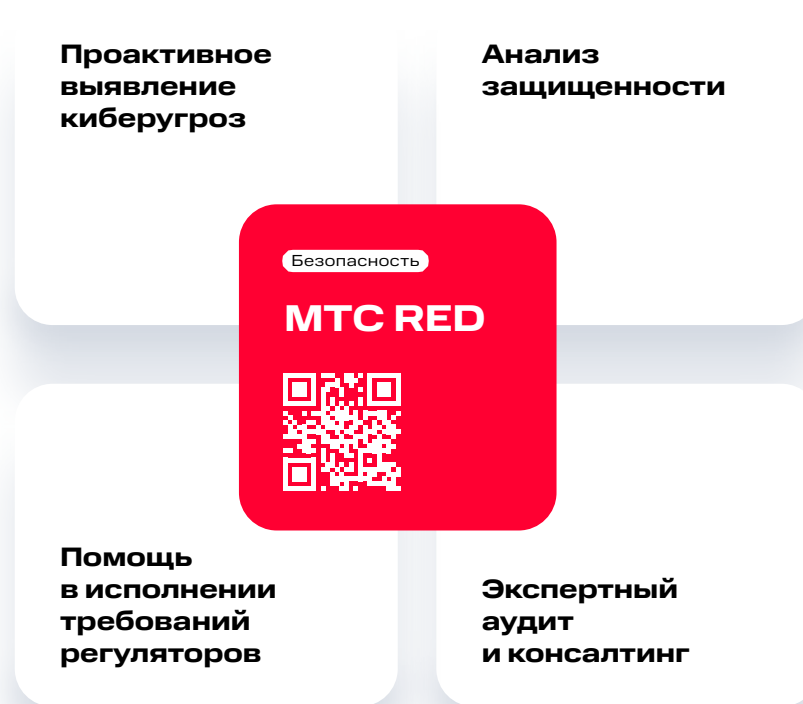 Проактивное
выявление
киберугроз
Анализ
защищенности
Безопасность
МТС RED
Помощь
в исполнении
требований
регуляторов
Экспертный
аудит
и консалтинг